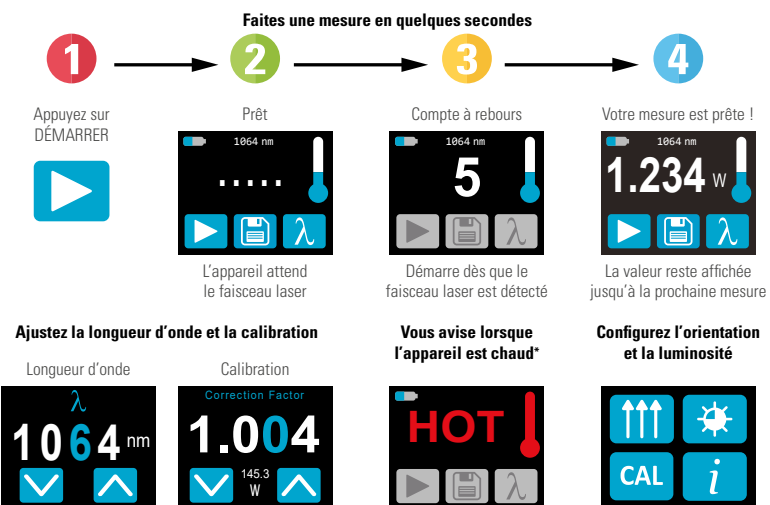 Faites une mesure en quelques secondes
1
2
3
4
Appuyez sur
DÉMARRER
Prêt
1064 nm
.....
λ
L'appareil attend
le faisceau laser
Compte à rebours
1064 nm
5
λ
Démarre dès que le
faisceau laser est détecté
Votre mesure est prête !
1064 nm
1.234 W
λ
La valeur reste affichée
jusqu'à la prochaine mesure
Ajustez la longueur d'onde et la calibration
Longueur d'onde
λ
1064 nm
Calibration
Correction Factor
1.004
145.3
W
Vous avise lorsque
l'appareil est chaud*
HOT
λ
Configurez l'orientation
et la luminosité
CAL
i